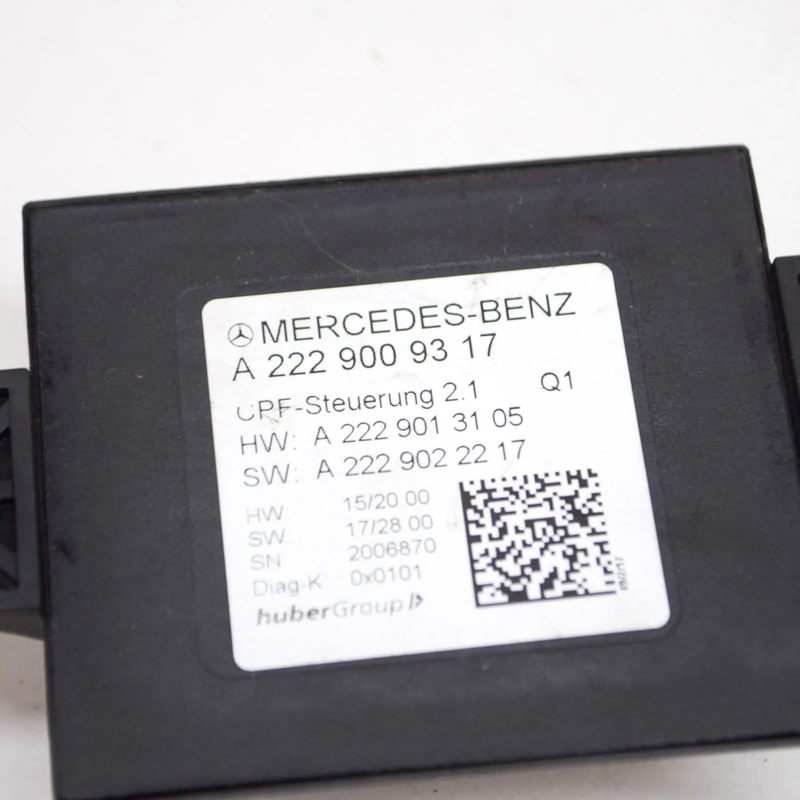 MERCEDES-BENZ
A 222 900 93 17
CPF-Steuerung 2.1 Q1
HW: A 222 901 31 05
SW: A 222 902 22 17
HW: 15/20.00
SW: 17/28.00
SN: 2006870
Diag-K: 0x0101
huberGroup